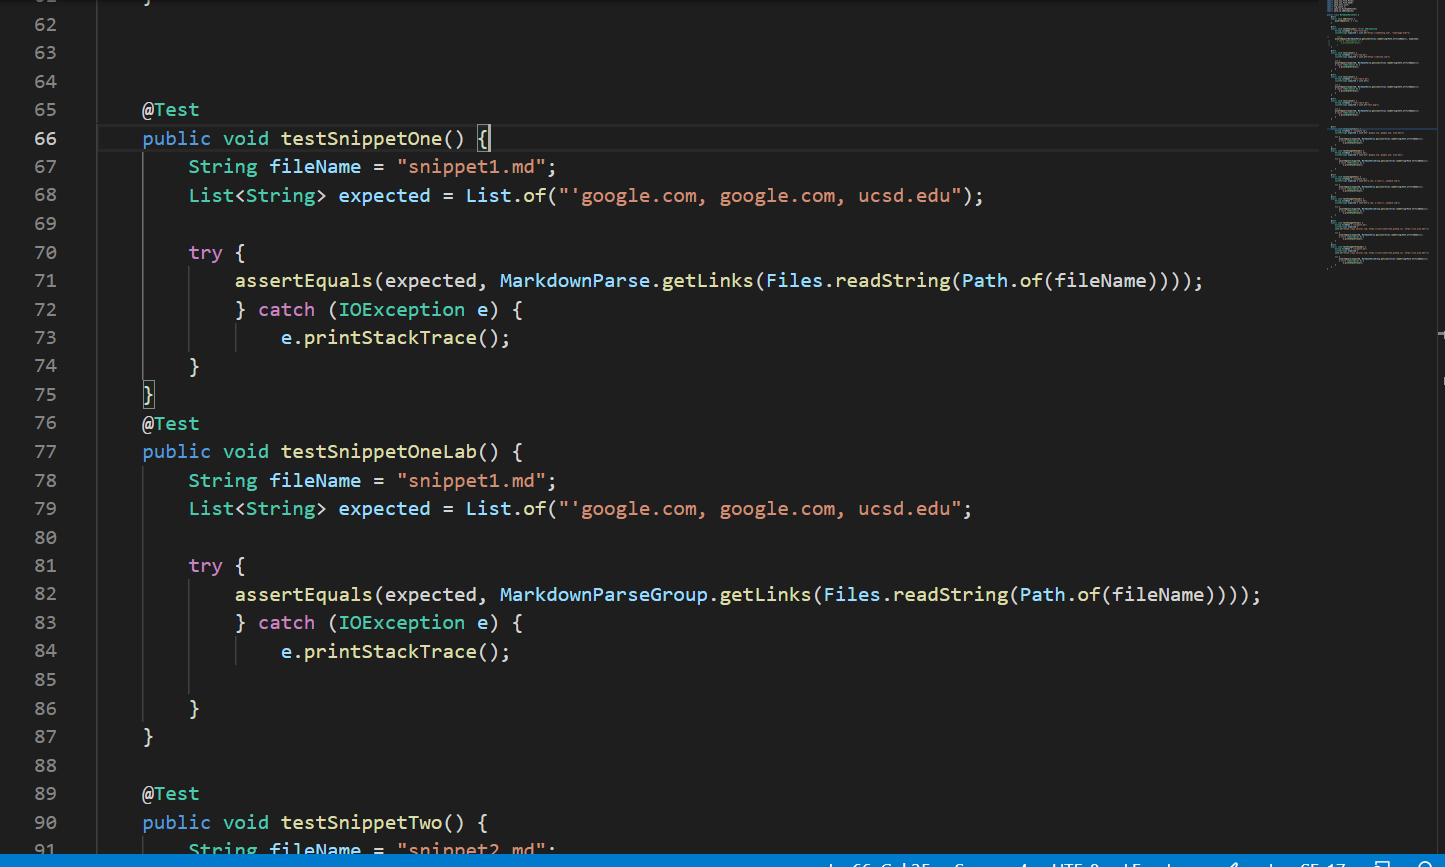 62
63
64
65 @Test
66 public void testSnippetOne() {
67 String fileName = "snippet1.md";
68 List<String> expected = List.of("'google.com, google.com, ucsd.edu");
69
70 try {
71 assertEquals(expected, MarkdownParse.getLinks(Files.readString(Path.of(fileName))));
72 } catch (IOException e) {
73 e.printStackTrace();
74 }
75 }
76 @Test
77 public void testSnippetOneLab() {
78 String fileName = "snippet1.md";
79 List<String> expected = List.of("'google.com, google.com, ucsd.edu";
80
81 try {
82 assertEquals(expected, MarkdownParseGroup.getLinks(Files.readString(Path.of(fileName))));
83 } catch (IOException e) {
84 e.printStackTrace();
85
86 }
87 }
88
89 @Test
90 public void testSnippetTwo() {
91 String fileName = "snippet2.md";